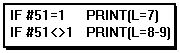 IF #51=1 PRINT(L=7)
IF #51<>1 PRINT(L=8-9)